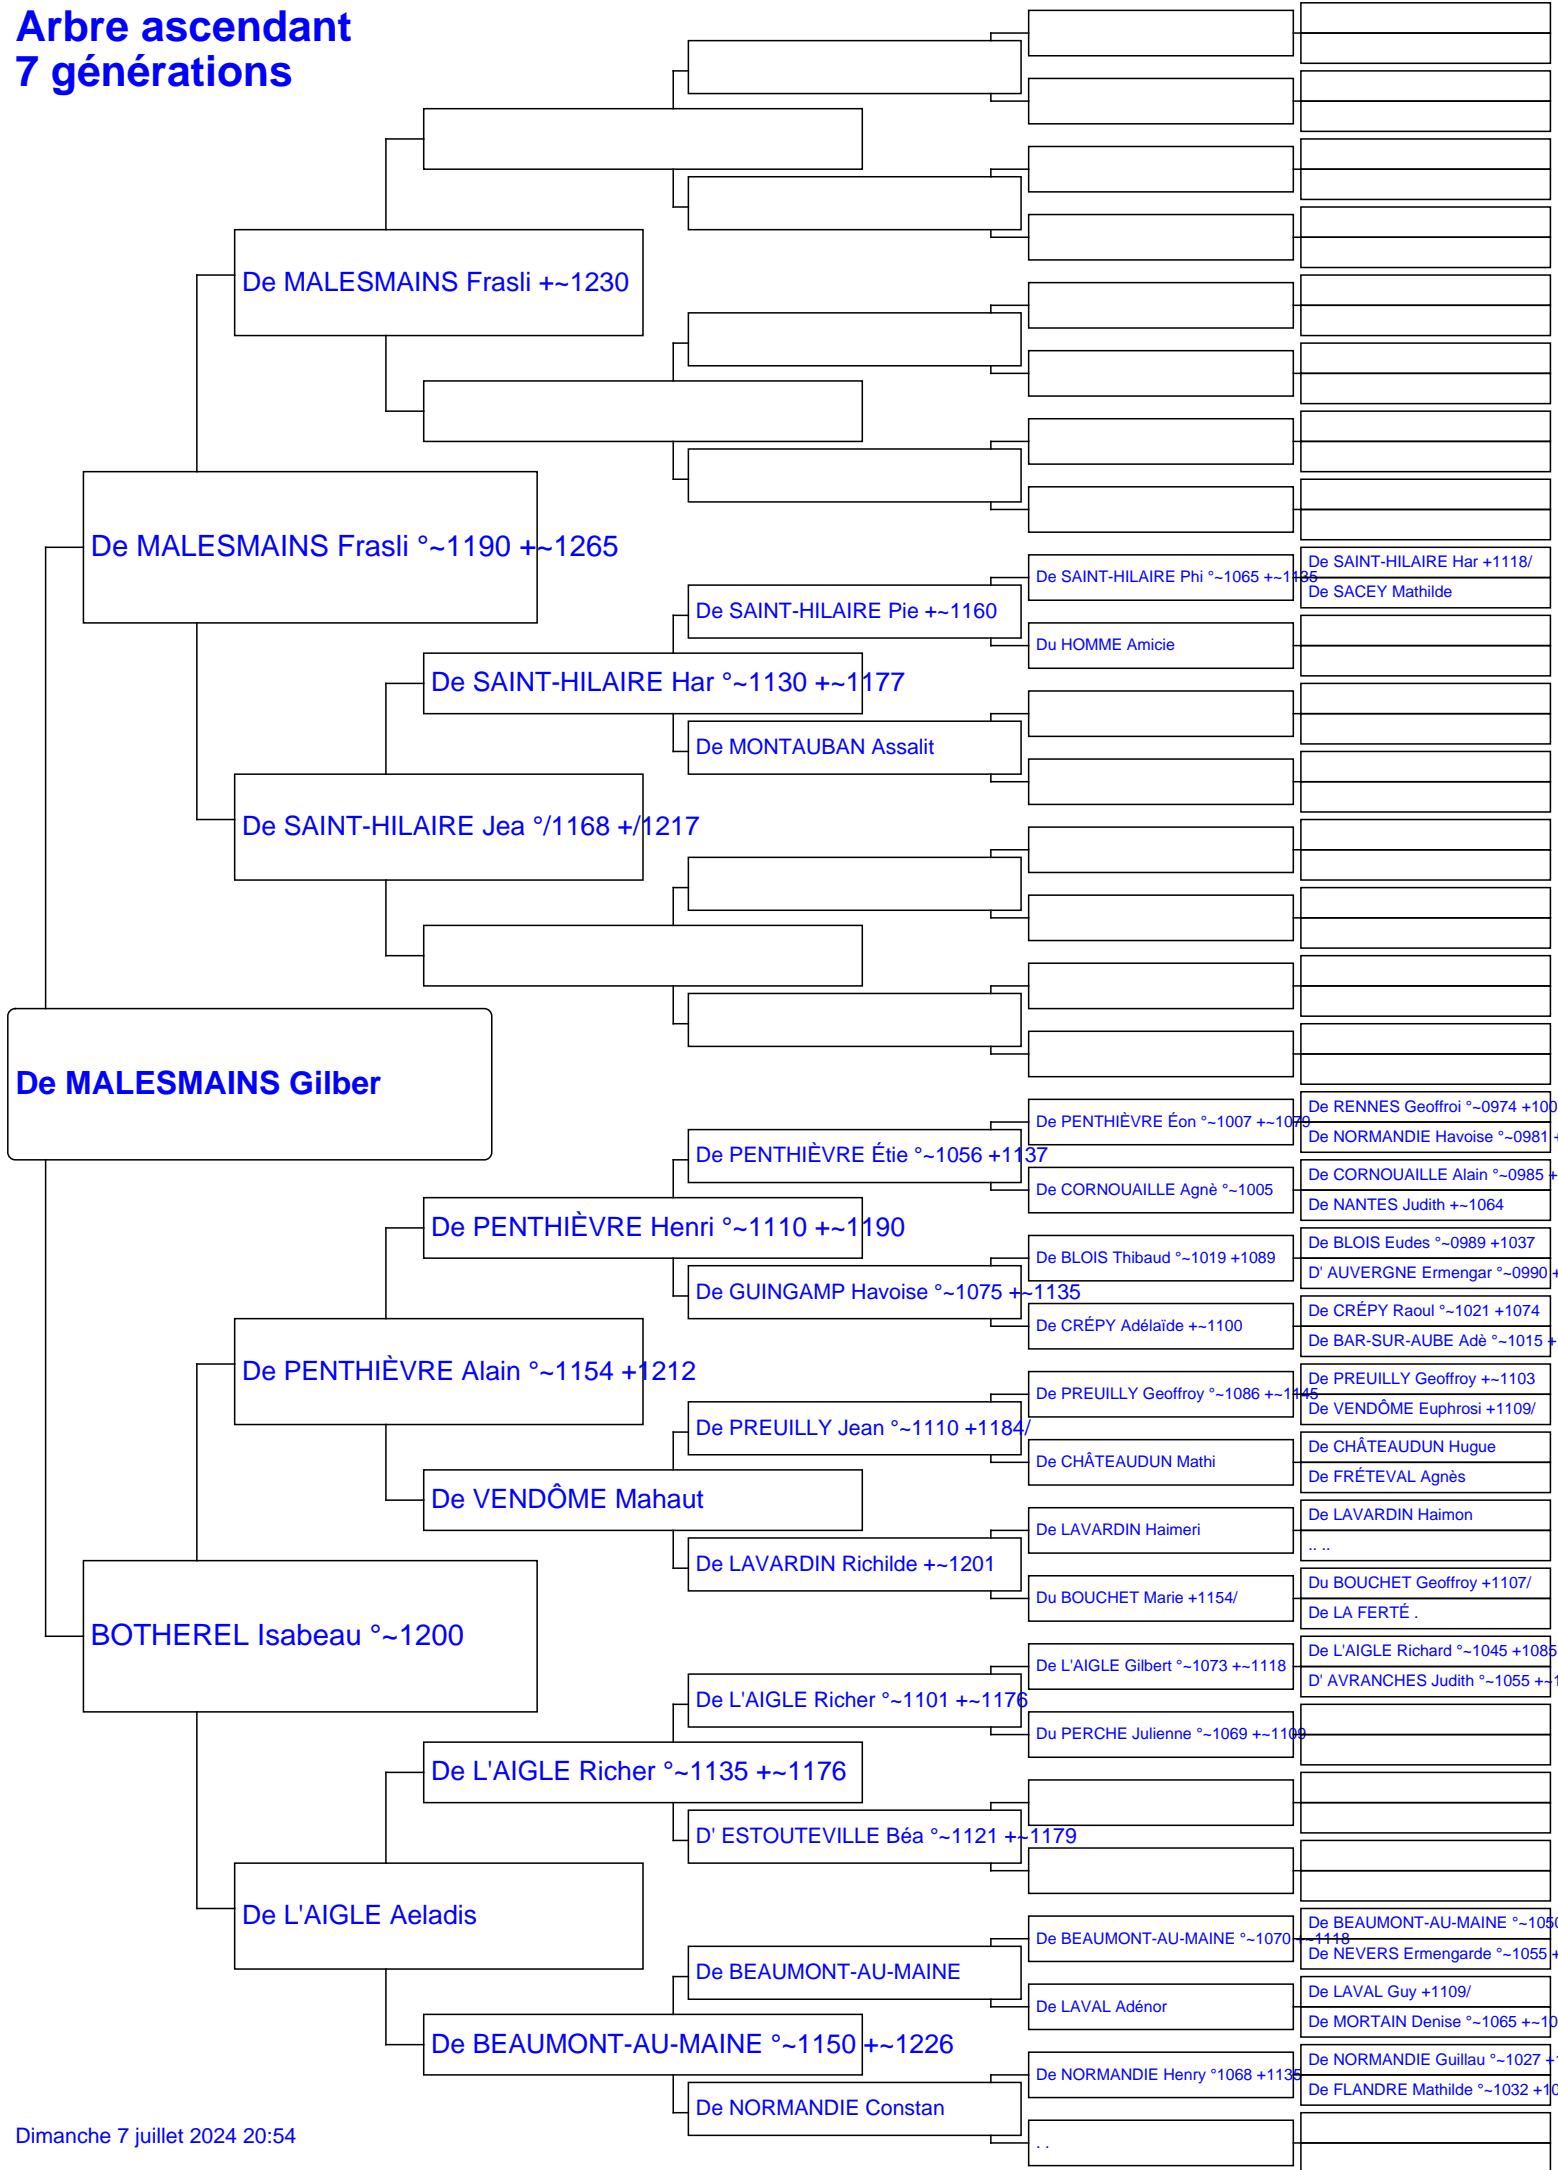 Arbre ascendant
7 générations
De MALESMAINS Frasli +~1230
De MALESMAINS Frasli °~1190 +~1265
De SAINT-HILAIRE Phi °~1065 +~1135
De SAINT-HILAIRE Har +1118/
De SACEY Mathilde
De SAINT-HILAIRE Pie +~1160
Du HOMME Amicie
De SAINT-HILAIRE Har °~1130 +~1177
De MONTAUBAN Assalit
De SAINT-HILAIRE Jea °/1168 +/1217
De MALESMAINS Gilber
De RENNES Geoffroi °~0974 +100
De PENTHIÈVRE Éon °~1007 +~1079
De NORMANDIE Havoise °~0981 +
De PENTHIÈVRE Étie °~1056 +1137
De CORNOUAILLE Alain °~0985 +
De CORNOUAILLE Agnè °~1005
De NANTES Judith +~1064
De PENTHIÈVRE Henri °~1110 +~1190
De BLOIS Eudes °~0989 +1037
De BLOIS Thibaud °~1019 +1089
D' AUVERGNE Ermengar °~0990 +
De GUINGAMP Havoise °~1075 +~1135
De CRÉPY Raoul °~1021 +1074
De CRÉPY Adélaïde +~1100
De BAR-SUR-AUBE Adè °~1015 +
De PENTHIÈVRE Alain °~1154 +1212
De PREUILLY Geoffroy +~1103
De PREUILLY Geoffroy °~1086 +~1145
De VENDÔME Euphrosi +1109/
De PREUILLY Jean °~1110 +1184/
De CHÂTEAUDUN Hugue
De CHÂTEAUDUN Mathi
De FRÉTEVAL Agnès
De VENDÔME Mahaut
De LAVARDIN Haimon
De LAVARDIN Haimeri
.. ..
De LAVARDIN Richilde +~1201
Du BOUCHET Geoffroy +1107/
Du BOUCHET Marie +1154/
De LA FERTÉ .
BOTHEREL Isabeau °~1200
De L'AIGLE Richard °~1045 +1085
De L'AIGLE Gilbert °~1073 +~1118
D' AVRANCHES Judith °~1055 +~1
De L'AIGLE Richer °~1101 +~1176
Du PERCHE Julienne °~1069 +~1109
De L'AIGLE Richer °~1135 +~1176
D' ESTOUTEVILLE Béa °~1121 +~1179
De L'AIGLE Aeladis
De BEAUMONT-AU-MAINE °~1050
De BEAUMONT-AU-MAINE °~1070 +~1118
De NEVERS Ermengarde °~1055 +
De BEAUMONT-AU-MAINE
De LAVAL Guy +1109/
De LAVAL Adénor
De MORTAIN Denise °~1065 +~10
De BEAUMONT-AU-MAINE °~1150 +~1226
De NORMANDIE Guillau °~1027 +1
De NORMANDIE Henry °1068 +1135
De FLANDRE Mathilde °~1032 +10
De NORMANDIE Constan
. .
Dimanche 7 juillet 2024 20:54